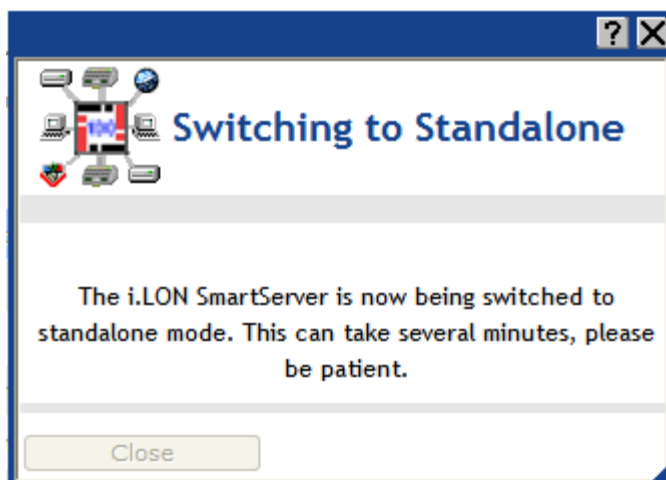 ?
100
Switching to Standalone
The i.LON SmartServer is now being switched to
standalone mode. This can take several minutes, please
be patient.
Close